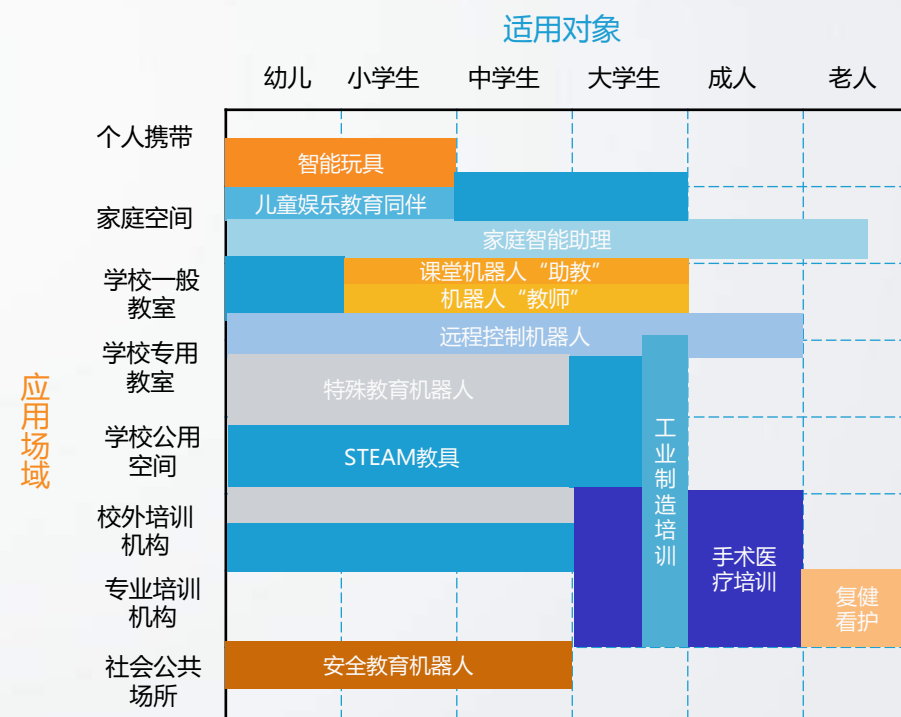 适用对象
幼儿 小学生 中学生 大学生 成人 老人
应用场域
个人携带
智能玩具
儿童娱乐教育同伴
家庭空间
家庭智能助理
学校一般
教室
课堂机器人“助教”
机器人“教师”
远程控制机器人
学校专用
教室
特殊教育机器人
学校公用
空间
STEAM教具
工业制造培训
校外培训
机构
手术医
疗培训
专业培训
机构
复健
看护
社会公共
场所
安全教育机器人